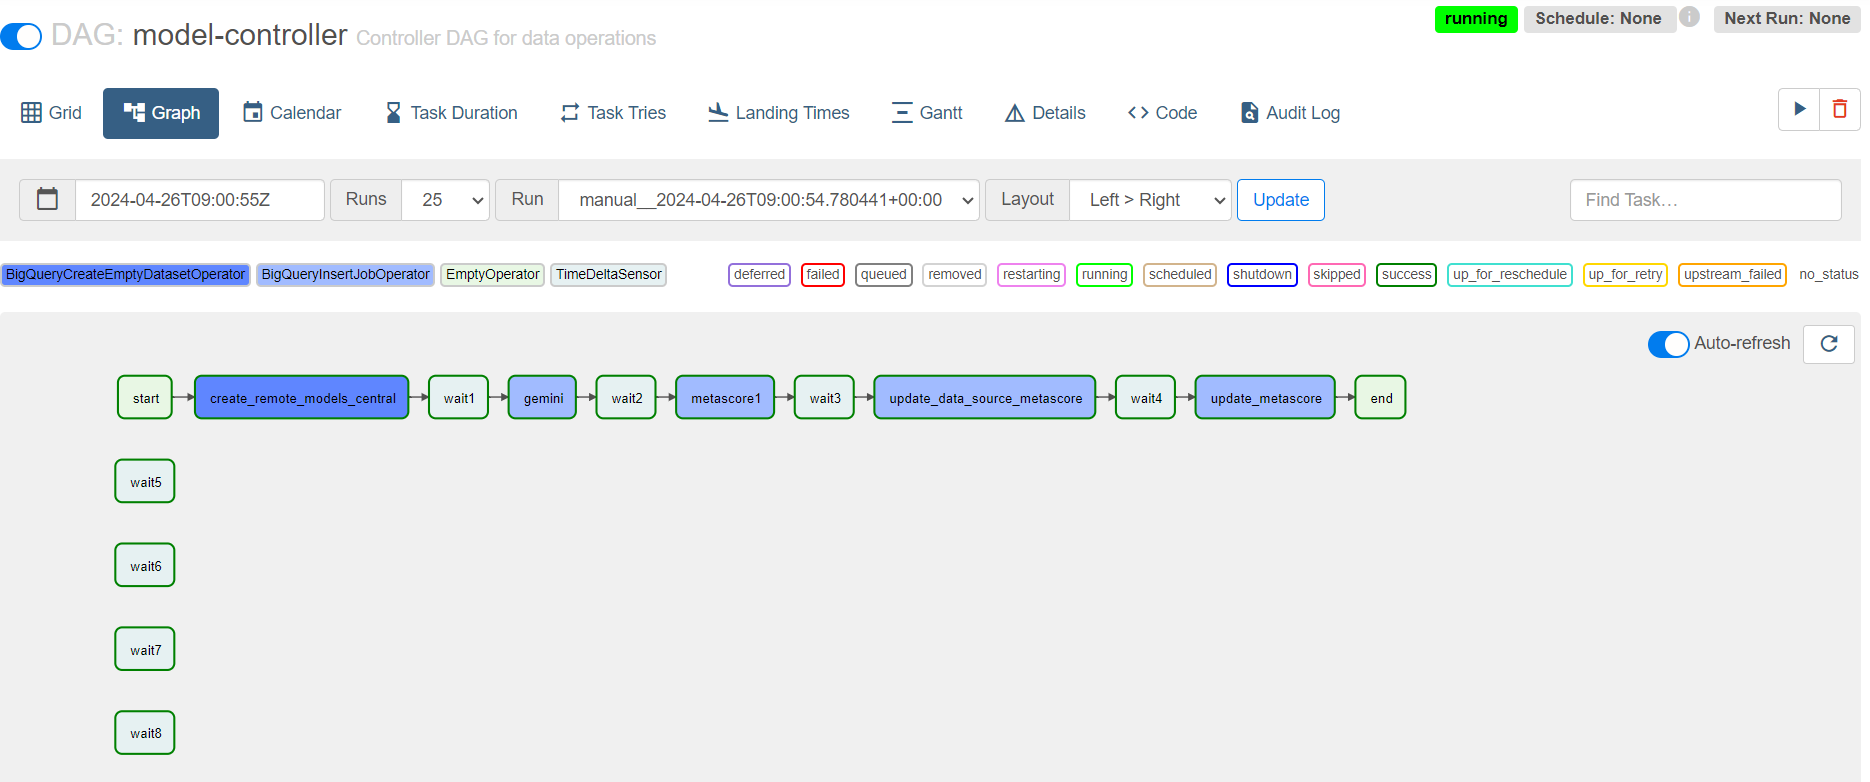 DAG: model-controller Controller DAG for data operations
running Schedule: None Next Run: None
Grid Graph Calendar Task Duration Task Tries Landing Times Gantt Details Code Audit Log
2024-04-26T09:00:55Z Runs 25 Run manual__2024-04-26T09:00:54.780441+00:00 Layout Left > Right Update Find Task…
BigQueryCreateEmptyDatasetOperator BigQueryInsertJobOperator EmptyOperator TimeDeltaSensor deferred failed queued removed restarting running scheduled shutdown skipped success up_for_reschedule up_for_retry upstream_failed no_status
Auto-refresh
start create_remote_models_central wait1 gemini wait2 metascore1 wait3 update_data_source_metascore wait4 update_metascore end
wait5
wait6
wait7
wait8